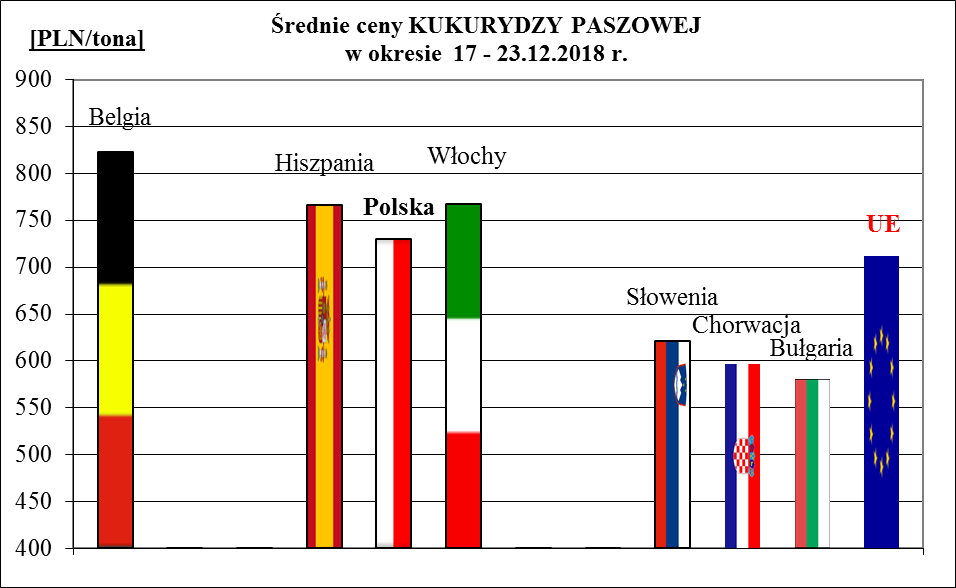 Średnie ceny KUKURYDZY PASZOWEJ
w okresie 17 - 23.12.2018 r.
[PLN/tona]
900
850
800
750
700
650
600
550
500
450
400
Belgia
Hiszpania
Polska
Włochy
Słowenia
Chorwacja
Bułgaria
UE